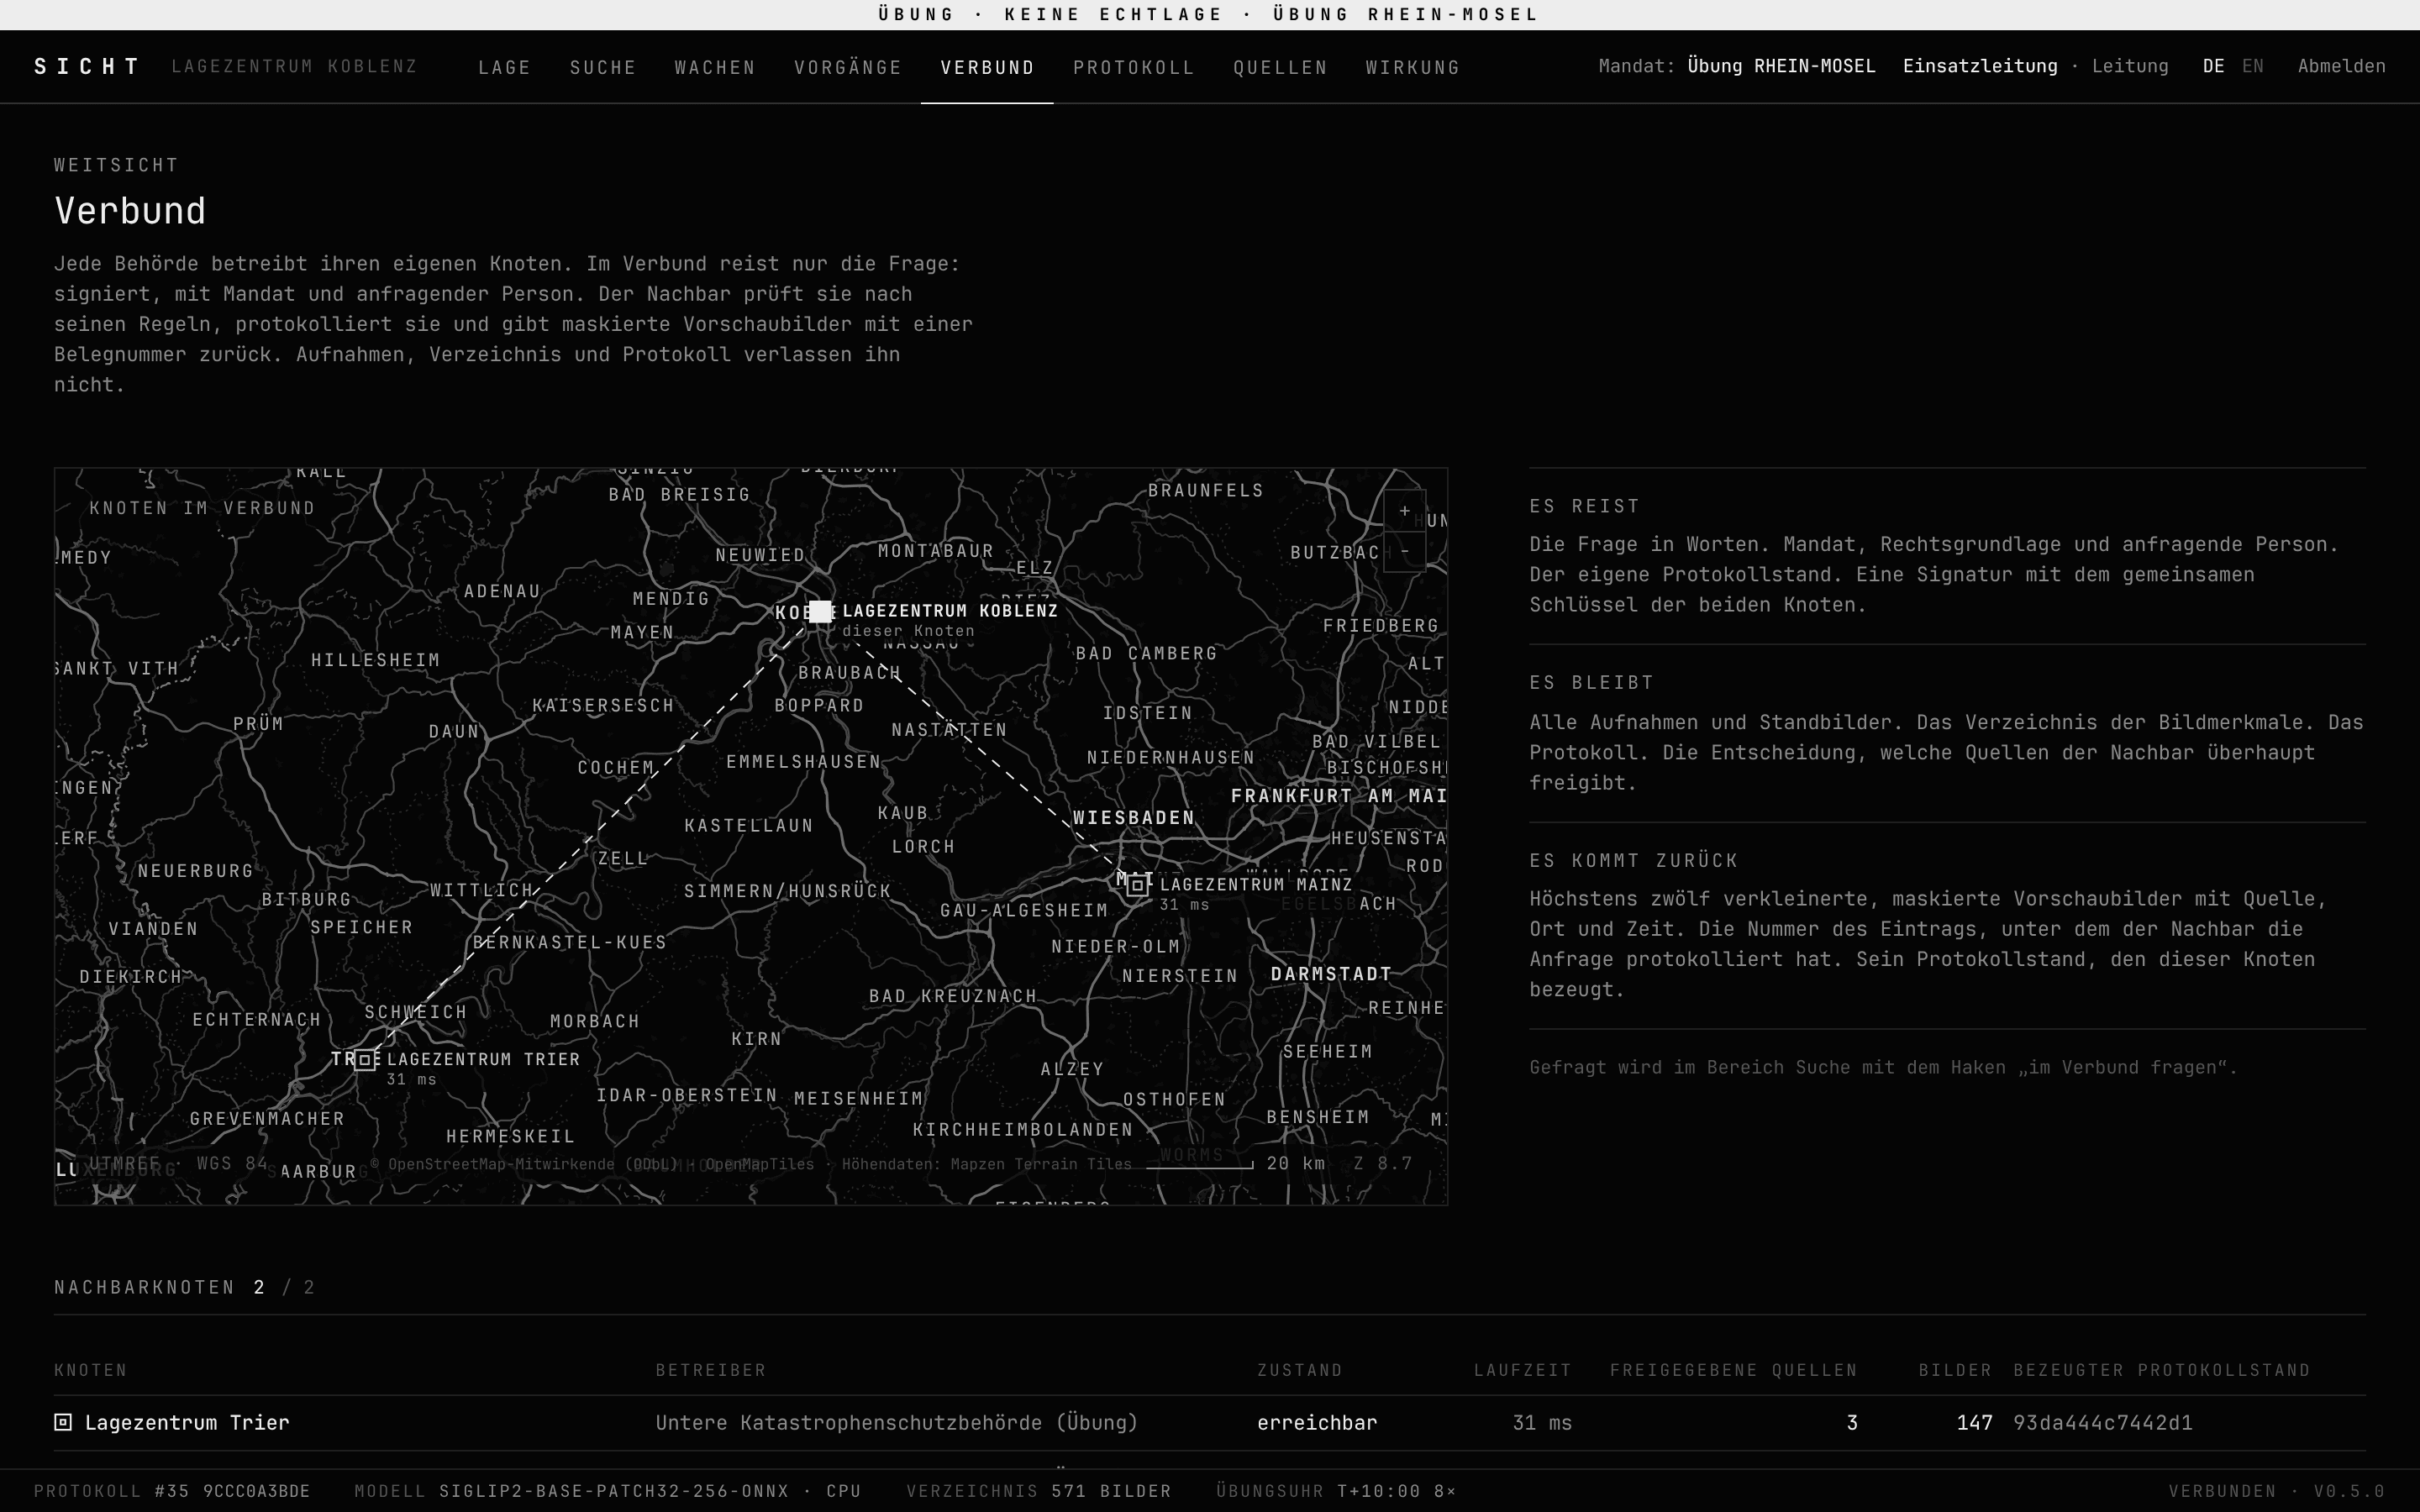 ÜBUNG · KEINE ECHTLAGE · ÜBUNG RHEIN-MOSEL
SICHT LAGEZENTRUM KOBLENZ LAGE SUCHE WACHEN VORGÄNGE VERBUND PROTOKOLL QUELLEN WIRKUNG Mandat: Übung RHEIN-MOSEL Einsatzleitung · Leitung DE EN Abmelden
WEITSICHT
Verbund
Jede Behörde betreibt ihren eigenen Knoten. Im Verbund reist nur die Frage:
signiert, mit Mandat und anfragender Person. Der Nachbar prüft sie nach
seinen Regeln, protokolliert sie und gibt maskierte Vorschaubilder mit einer
Belegnummer zurück. Aufnahmen, Verzeichnis und Protokoll verlassen ihn
nicht.
KALL
BAD BREISIG
BRAUNFELS
KNOTEN IM VERBUND
+
BUTZBACH
-
NEUWIED
MONTABAUR
ELZ
ADENAU
MENDIG
LAGEZENTRUM KOBLENZ
dieser Knoten
MAYEN
NASSAU
FRIEDBERG
HILLESHEIM
SANKT VITH
BAD CAMBERG
BRAUBACH
KAISERSESCH
BOPPARD
IDSTEIN
PRÜM
DAUN
NASTÄTTEN
BAD VILBEL
COCHEM
EMMELSHAUSEN
NIEDERNHAUSEN
FRANKFURT AM MAI
KAUB
WIESBADEN
KASTELLAUN
LORCH
HEUSENSTA
ZELL
NEUERBURG
BITBURG
WITTLICH
SIMMERN/HUNSRÜCK
LAGEZENTRUM MAINZ
31 ms
GAU-ALGESHEIM
VIANDEN
SPEICHER
BERNKASTEL-KUES
NIEDER-OLM
DIEKIRCH
NIERSTEIN
DARMSTADT
BAD KREUZNACH
SCHWEICH
ECHTERNACH
MORBACH
REINHE
KIRN
SEEHEIM
LAGEZENTRUM TRIER
31 ms
ALZEY
IDAR-OBERSTEIN
MEISENHEIM
OSTHOFEN
GREVENMACHER
BENSHEIM
HERMESKEIL
KIRCHHEIMBOLANDEN
WORMS
UTMREF · WGS 84
SAARBURG
© OpenStreetMap-Mitwirkende (ODbL) · OpenMapTiles · Höhendaten: Mapzen Terrain Tiles
20 km Z 8.7
ES REIST
Die Frage in Worten. Mandat, Rechtsgrundlage und anfragende Person.
Der eigene Protokollstand. Eine Signatur mit dem gemeinsamen
Schlüssel der beiden Knoten.
ES BLEIBT
Alle Aufnahmen und Standbilder. Das Verzeichnis der Bildmerkmale. Das
Protokoll. Die Entscheidung, welche Quellen der Nachbar überhaupt
freigibt.
ES KOMMT ZURÜCK
Höchstens zwölf verkleinerte, maskierte Vorschaubilder mit Quelle,
Ort und Zeit. Die Nummer des Eintrags, unter dem der Nachbar die
Anfrage protokolliert hat. Sein Protokollstand, den dieser Knoten
bezeugt.
Gefragt wird im Bereich Suche mit dem Haken „im Verbund fragen“.
NACHBARKNOTEN 2 / 2
KNOTEN BETREIBER ZUSTAND LAUFZEIT FREIGEGEBENE QUELLEN BILDER BEZEUGTER PROTOKOLLSTAND
Lagezentrum Trier Untere Katastrophenschutzbehörde (Übung) erreichbar 31 ms 3 147 93da444c7442d1
PROTOKOLL #35 9CCC0A3BDE MODELL SIGLIP2-BASE-PATCH32-256-ONNX · CPU VERZEICHNIS 571 BILDER ÜBUNGSUHR T+10:00 8× VERBUNDEN · V0.5.0